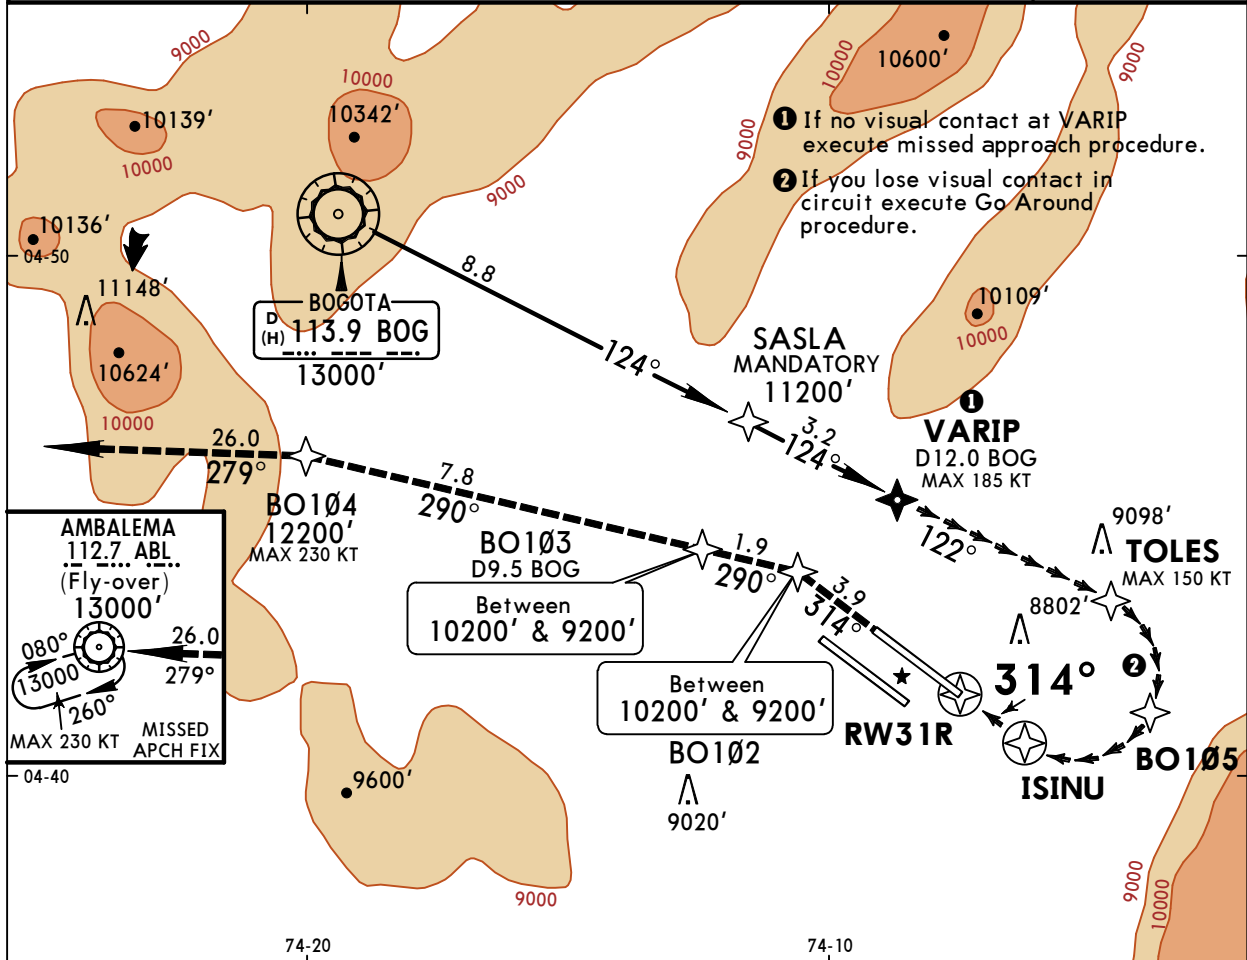 9000
10600'
10000
9000
10000
10342'
10139'
10000
❶ If no visual contact at VARIP
execute missed approach procedure.
❷ If you lose visual contact in
circuit execute Go Around
procedure.
9000
9000
10136'
04-50
8.8
11148'
BOGOTA
D
(H) 113.9 BOG
13000'
10109'
10000
SASLA
MANDATORY
11200'
124°
10624'
10000
❶
VARIP
D12.0 BOG
MAX 185 KT
3.2
124°
26.0
279°
7.8
290°
BO1Ø4
12200'
MAX 230 KT
BO1Ø3
D9.5 BOG
Between
10200' & 9200'
1.9
290°
122°
9098'
TOLES
MAX 150 KT
8802'
3.9
314°
AMBALEMA
112.7 ABL
(Fly-over)
13000'
080°
13000
260°
26.0
279°
MAX 230 KT
MISSED
APCH FIX
Between
10200' & 9200'
BO1Ø2
❷
314°
RW31R
BO1Ø5
ISINU
04-40
9600'
9020'
9000
9000
10000
74-20
74-10